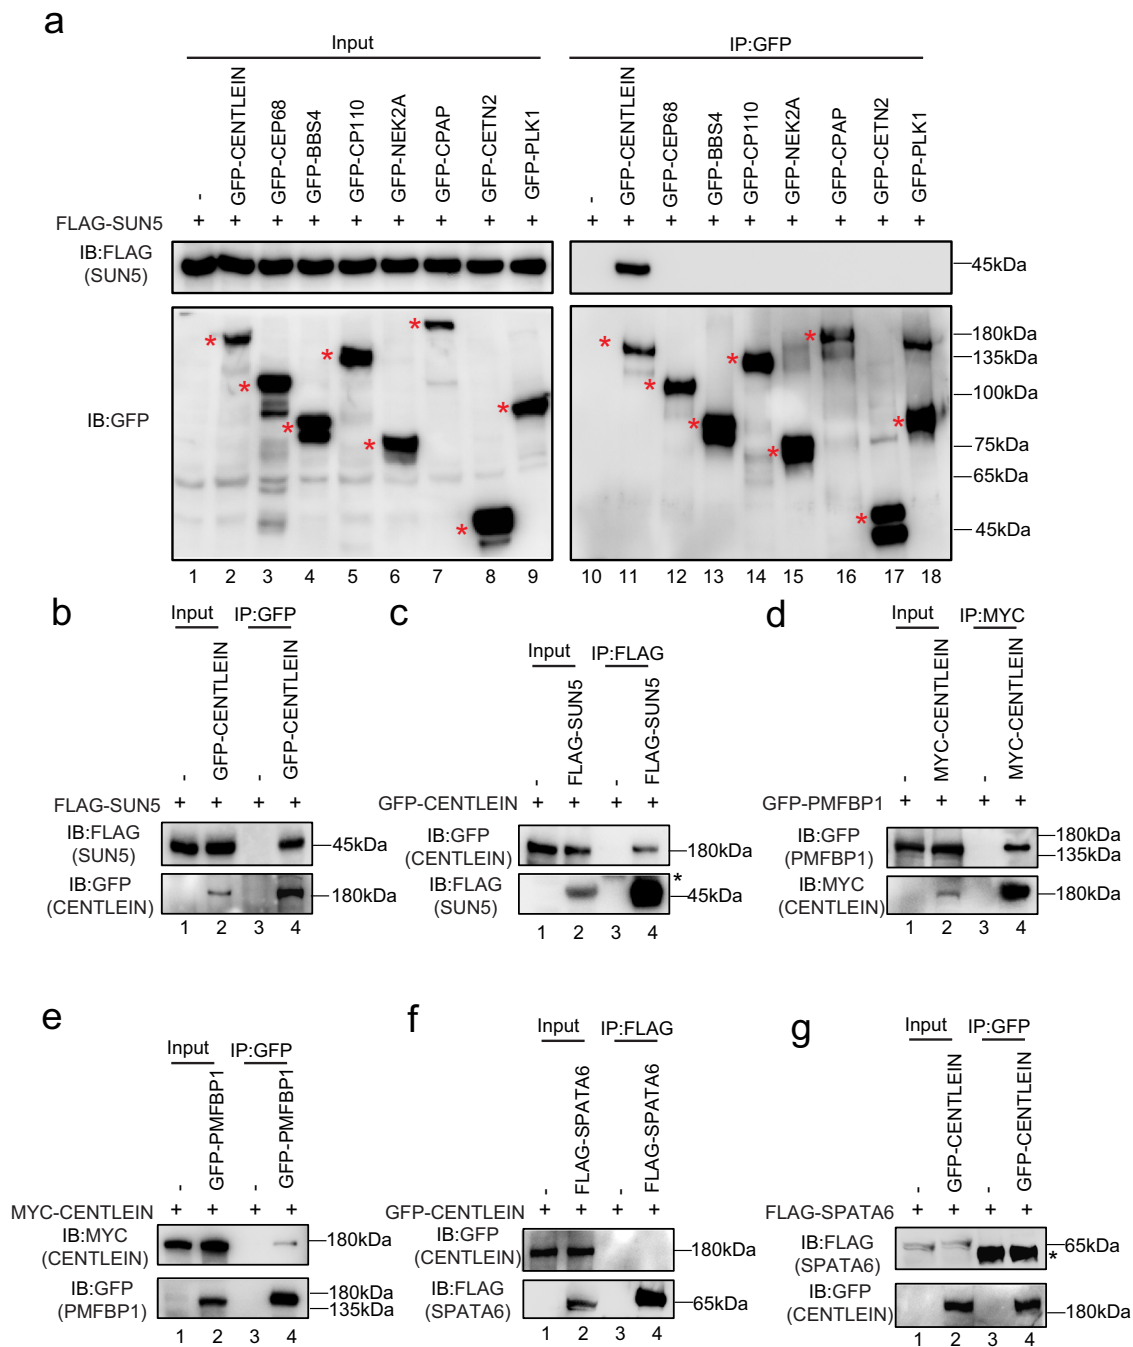 a
Input
IP:GFP
- GFP-CENTLEIN GFP-CEP68 GFP-BBS4 GFP-CP110 GFP-NEK2A GFP-CPAP GFP-CETN2 GFP-PLK1
- GFP-CENTLEIN GFP-CEP68 GFP-BBS4 GFP-CP110 GFP-NEK2A GFP-CPAP GFP-CETN2 GFP-PLK1
FLAG-SUN5 + + + + + + + + + + + + + + + + + +
IB:FLAG
(SUN5)
45kDa
* * * * * * * *
* * * * * * * *
IB:GFP
180kDa
135kDa
100kDa
75kDa
65kDa
45kDa
1 2 3 4 5 6 7 8 9 10 11 12 13 14 15 16 17 18
b
Input IP:GFP
- GFP-CENTLEIN - GFP-CENTLEIN
FLAG-SUN5 + + + +
IB:FLAG
(SUN5)
45kDa
IB:GFP
(CENTLEIN)
180kDa
1 2 3 4
c
Input IP:FLAG
- FLAG-SUN5 - FLAG-SUN5
GFP-CENTLEIN + + + +
IB:GFP
(CENTLEIN)
180kDa
*
IB:FLAG
(SUN5)
45kDa
1 2 3 4
d
Input IP:MYC
- MYC-CENTLEIN - MYC-CENTLEIN
GFP-PMFBP1 + + + +
IB:GFP
(PMFBP1)
180kDa
135kDa
IB:MYC
(CENTLEIN)
180kDa
1 2 3 4
e
Input IP:GFP
- GFP-PMFBP1 - GFP-PMFBP1
MYC-CENTLEIN + + + +
IB:MYC
(CENTLEIN)
180kDa
IB:GFP
(PMFBP1)
180kDa
135kDa
1 2 3 4
f
Input IP:FLAG
- FLAG-SPATA6 - FLAG-SPATA6
GFP-CENTLEIN + + + +
IB:GFP
(CENTLEIN)
180kDa
IB:FLAG
(SPATA6)
65kDa
1 2 3 4
g
Input IP:GFP
- GFP-CENTLEIN - GFP-CENTLEIN
FLAG-SPATA6 + + + +
IB:FLAG
(SPATA6)
65kDa
*
IB:GFP
(CENTLEIN)
180kDa
1 2 3 4